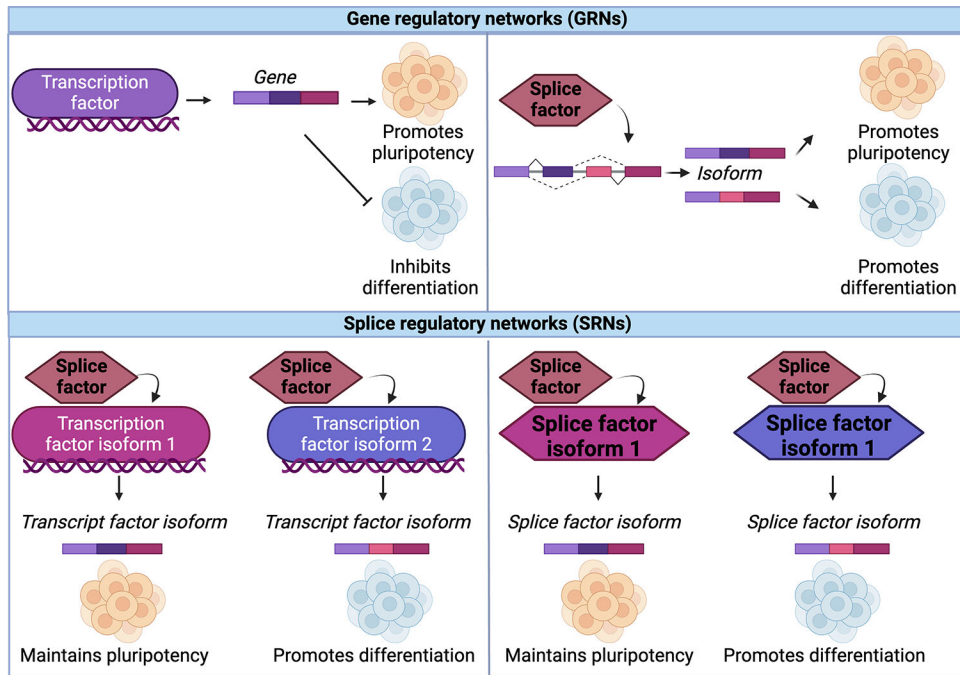 Gene regulatory networks (GRNs)
Transcription
factor
Gene
Promotes
pluripotency
Inhibits
differentiation
Splice
factor
Isoform
Promotes
pluripotency
Promotes
differentiation
Splice regulatory networks (SRNs)
Splice
factor
Transcription
factor isoform 1
Transcript factor isoform
Maintains pluripotency
Splice
factor
Transcription
factor isoform 2
Transcript factor isoform
Promotes differentiation
Splice
factor
Splice factor
isoform 1
Splice factor isoform
Maintains pluripotency
Splice
factor
Splice factor
isoform 1
Splice factor isoform
Promotes differentiation